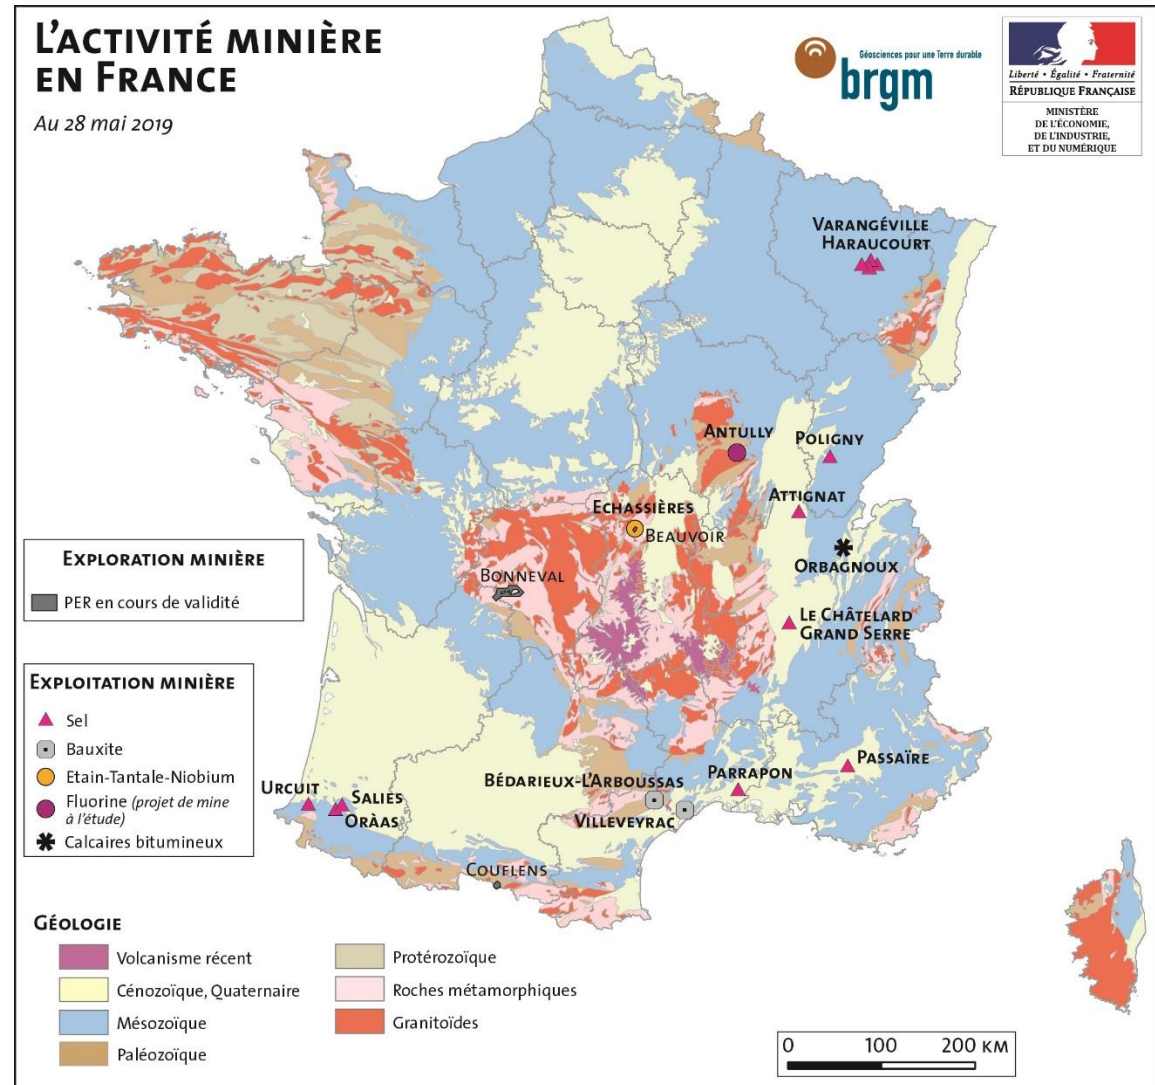 L'ACTIVITÉ MINIÈRE
EN FRANCE
Au 28 mai 2019
Géosciences pour une Terre durable
brgm
Liberté • Égalité • Fraternité
RÉPUBLIQUE FRANÇAISE
MINISTÈRE
DE L'ÉCONOMIE,
DE L'INDUSTRIE,
ET DU NUMÉRIQUE
VARANGÉVILLE
HARAUCOURT
ANTULLY
POLIGNY
ATTIGNAT
ECHASSIÈRES
BEAUVOIR
ORBAGNOUX
BONNEVAL
LE CHÂTELARD
GRAND SERRE
EXPLORATION MINIÈRE
PER en cours de validité
EXPLOITATION MINIÈRE
Sel
Bauxite
Etain-Tantale-Niobium
Fluorine (projet de mine
à l'étude)
Calcaires bitumineux
PASSAÏRE
BÉDARIEUX-L'ARBOUSSAS
PARRAPON
VILLEVEYRAC
URCUIT
SALIES
ORÀAS
COUFLENS
GÉOLOGIE
Volcanisme récent
Cénozoïque, Quaternaire
Mésozoïque
Paléozoïque
Protérozoïque
Roches métamorphiques
Granitoïdes
0 100 200 KM